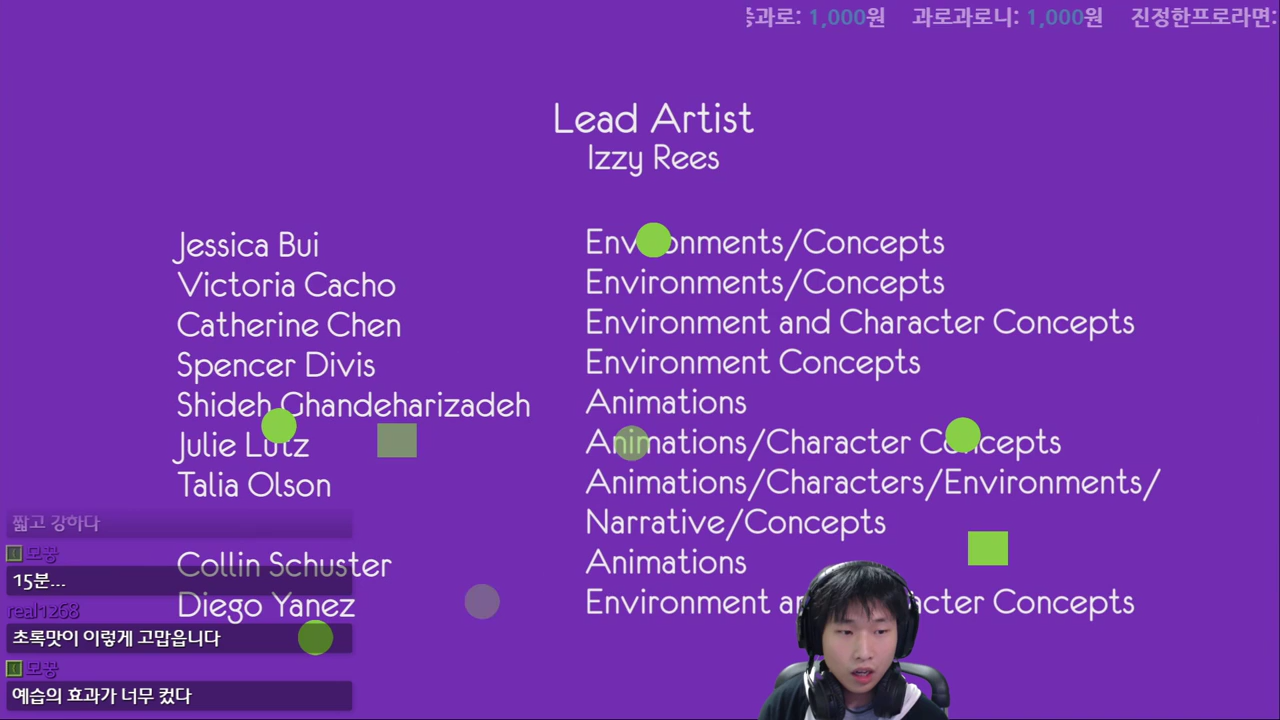 과로: 1,000원 과로과로니: 1,000원 진정한프로라면:
Lead Artist
Izzy Rees
Jessica Bui Environments/Concepts
Victoria Cacho Environments/Concepts
Catherine Chen Environment and Character Concepts
Spencer Divis Environment Concepts
Shideh Ghandeharizadeh Animations
Julie Lutz Animations/Character Concepts
Talia Olson Animations/Characters/Environments/
Narrative/Concepts
Collin Schuster Animations
Diego Yanez Environment and Character Concepts
짧고 강하다
모꿍
15분...
real1268
초록맛이 이렇게 고맙읍니다
모꿍
예습의 효과가 너무 컸다